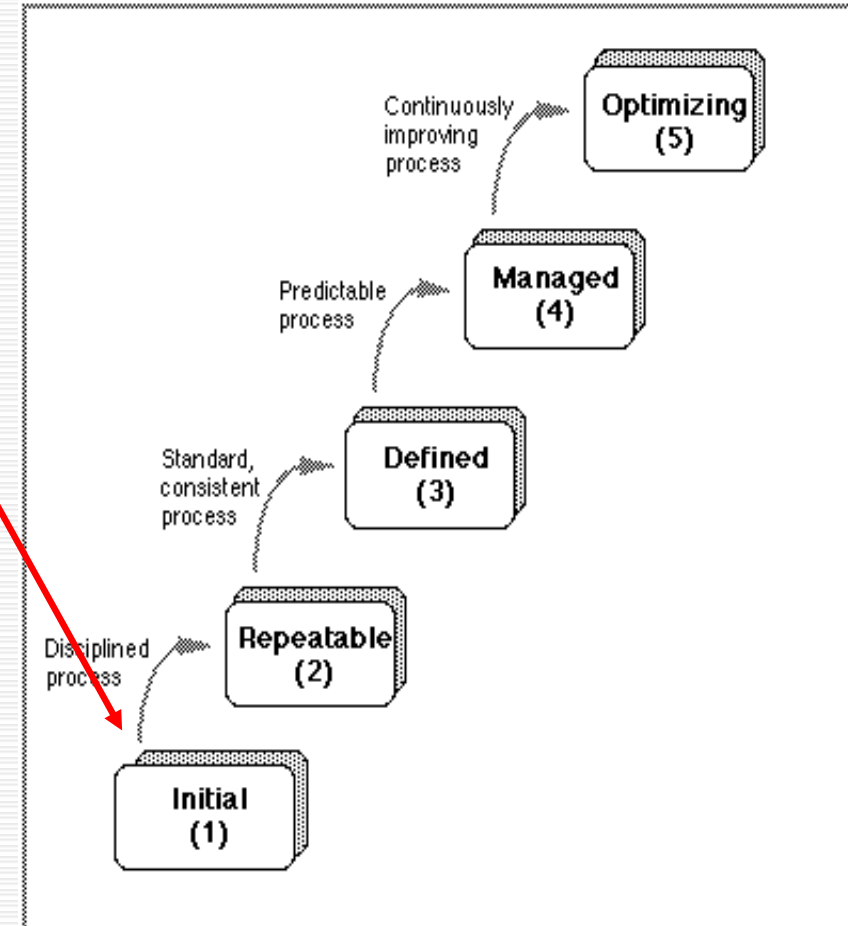 Continuously
improving
process
Optimizing
(5)
Predictable
process
Managed
(4)
Standard,
consistent
process
Defined
(3)
Disciplined
process
Repeatable
(2)
Initial
(1)